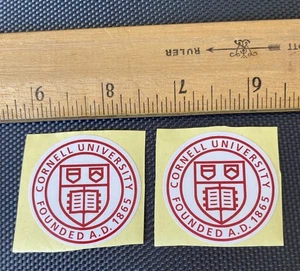 RULER
6
7
8
9
CORNELL UNIVERSITY
FOUNDED A.D. 1865
CORNELL UNIVERSITY
FOUNDED A.D. 1865